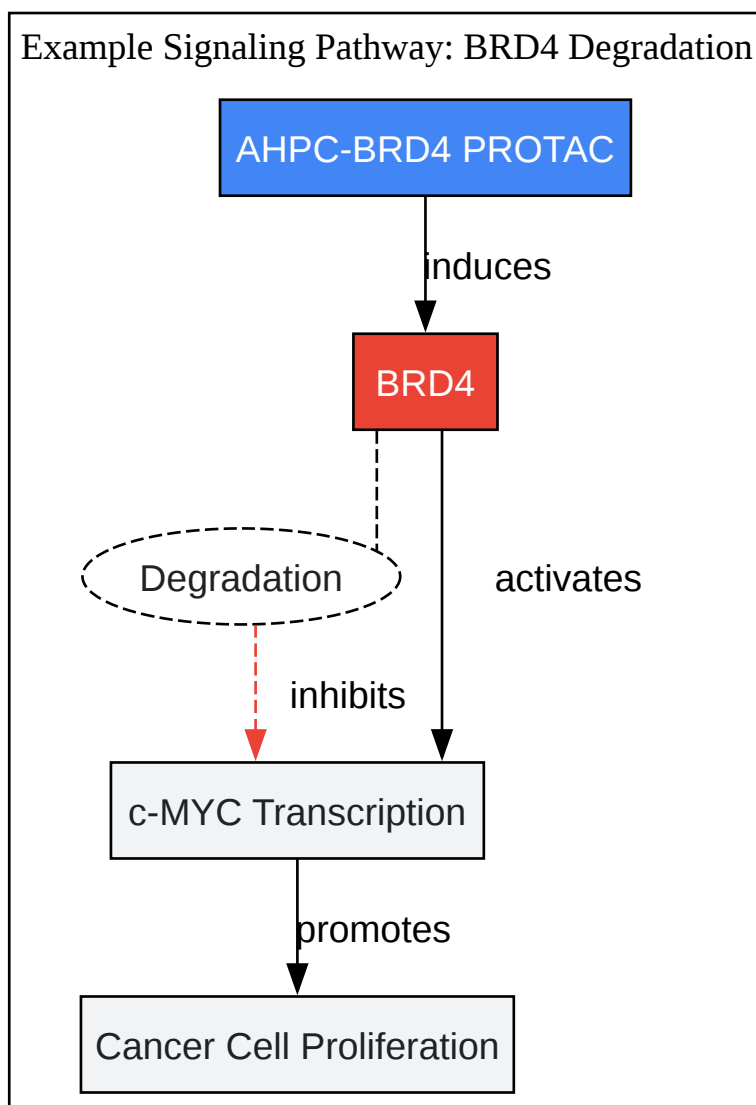 Example Signaling Pathway: BRD4 Degradation
AHPC-BRD4 PROTAC
induces
BRD4
Degradation
activates
inhibits
c-MYC Transcription
promotes
Cancer Cell Proliferation